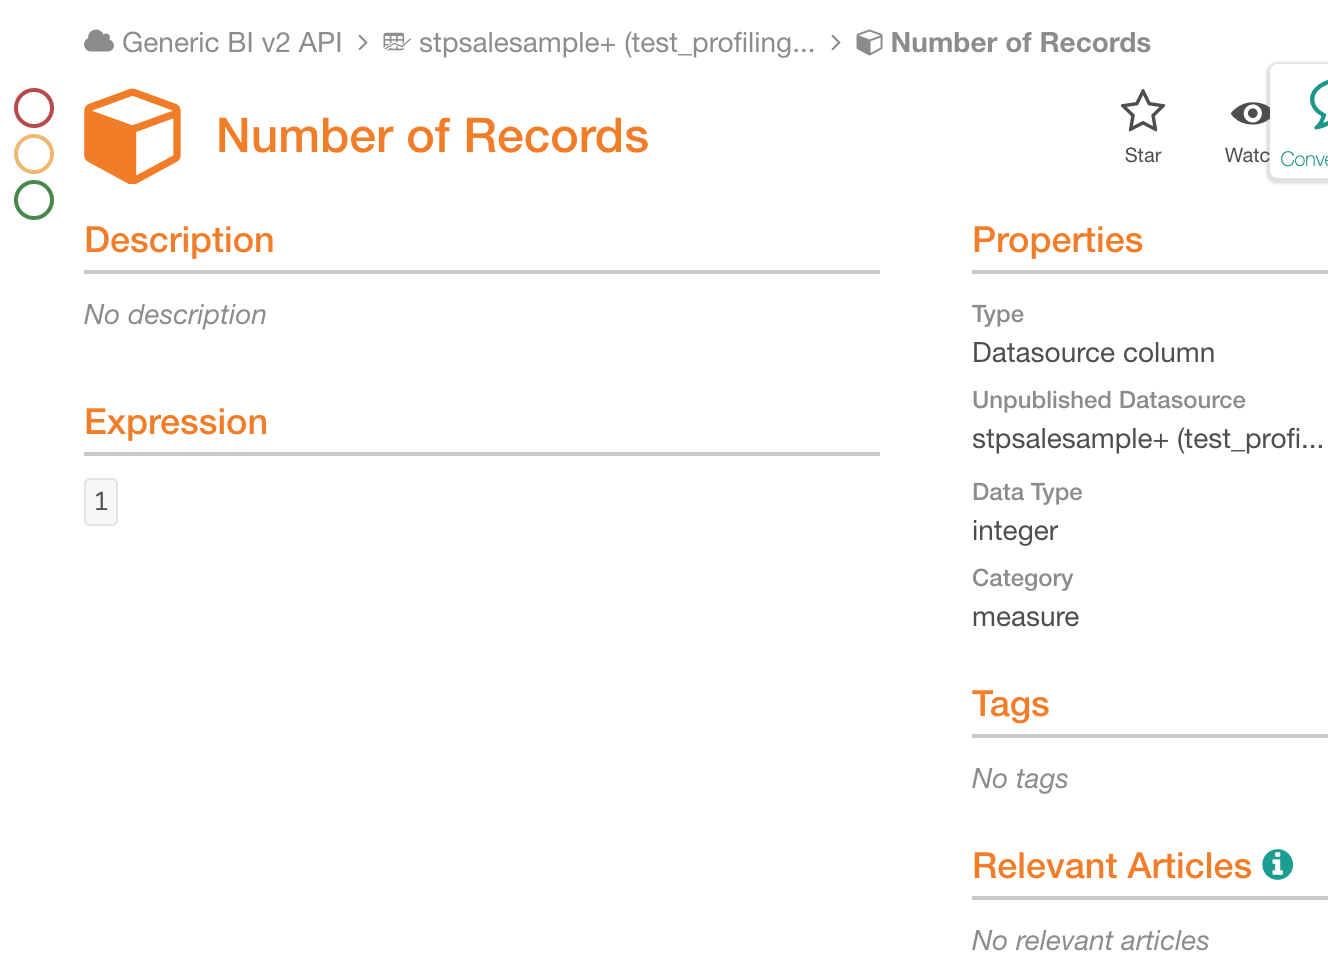 Generic BI v2 API > stpsalesample+ (test_profiling... > Number of Records
Number of Records
Star
Watc
Conve
Description
No description
Expression
1
Properties
Type
Datasource column
Unpublished Datasource
stpsalesample+ (test_profi...
Data Type
integer
Category
measure
Tags
No tags
Relevant Articles
No relevant articles